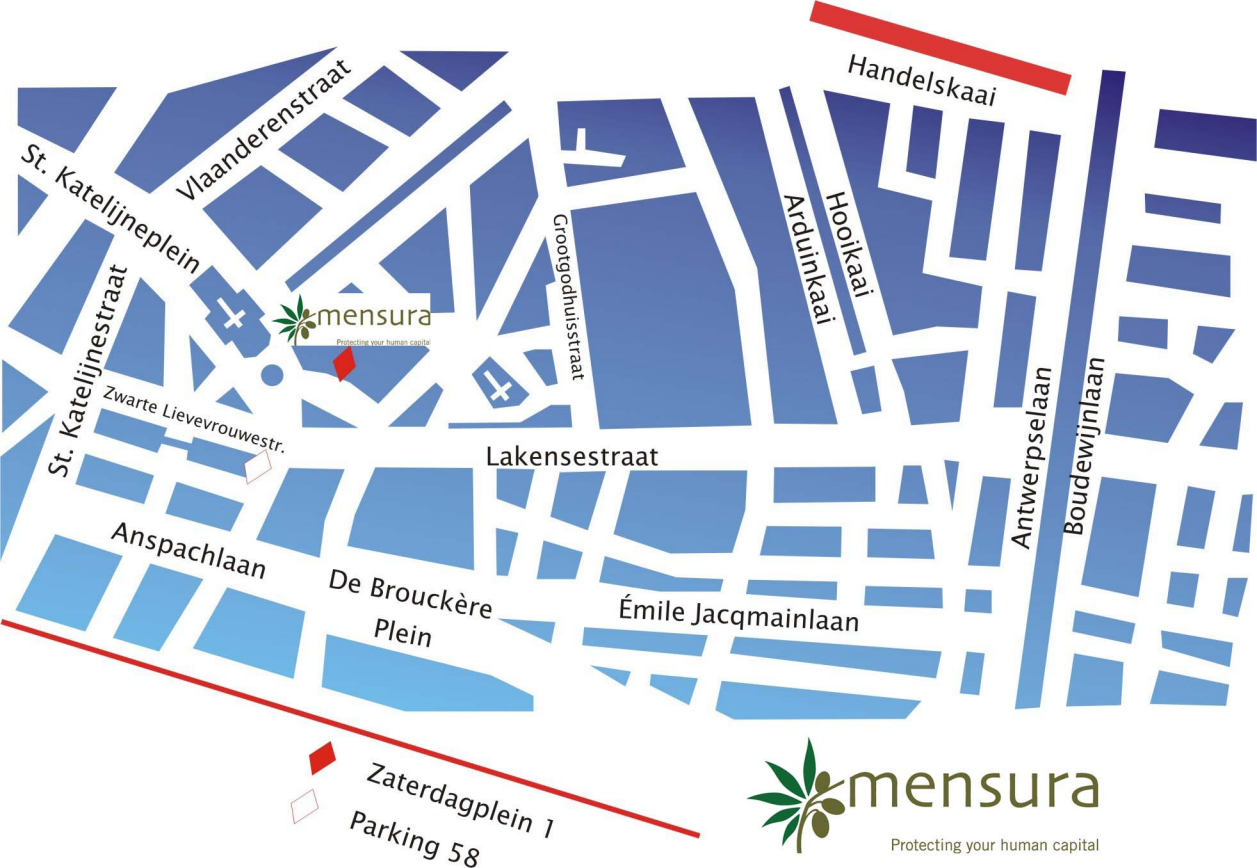 Handelskaai
Vlaanderenstraat
St. Katelijneplein
Hooikaai
Arduinkaai
Grootgodhuisstraat
mensura
Protecting your human capital
St. Katelijnestraat
Zwarte Lievevrouwestr.
Lakensestraat
Antwerpselaan
Boudewijnlaan
Anspachlaan
De Brouckère
Plein
Émile Jacqmainlaan
Zaterdagplein 1
Parking 58
mensura
Protecting your human capital